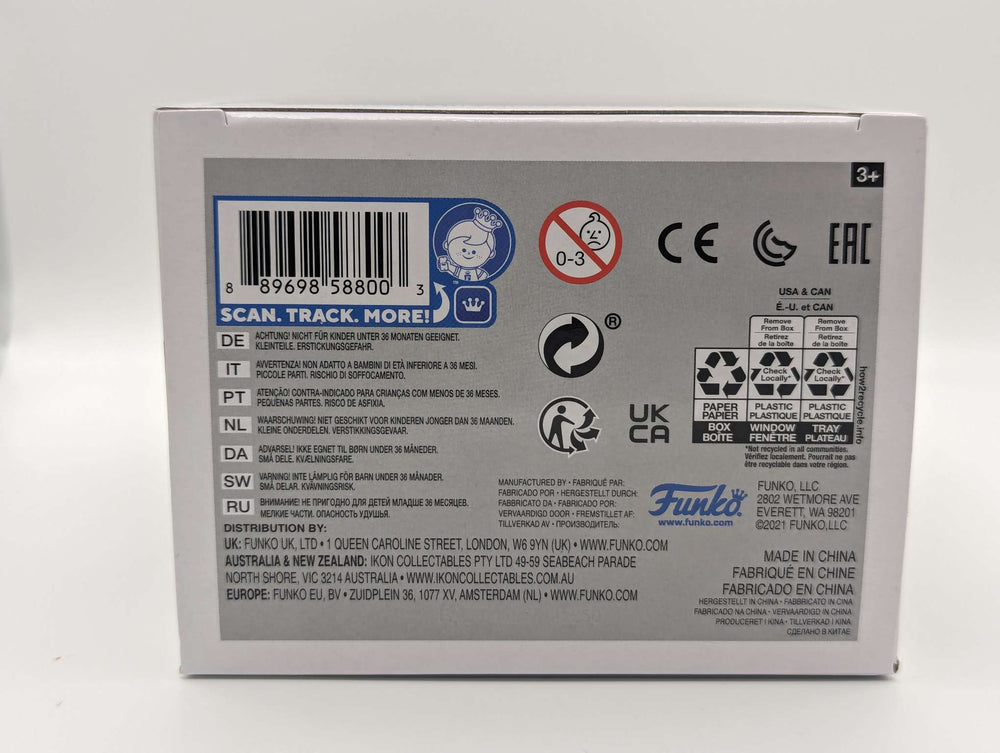 3+
8 89698 58800 3
SCAN. TRACK. MORE!
™
0-3
CE
EAC
®
UK
CA
USA & CAN
É.-U. et CAN
Remove
From Box
Retirez
de la boîte
Remove
From Box
Retirez
de la boîte
Check
Locally*
Check
Locally*
PAPER
PAPIER
PLASTIC
PLASTIQUE
PLASTIC
PLASTIQUE
BOX
BOÎTE
WINDOW
FENÊTRE
TRAY
PLATEAU
how2recycle.info
*Not recycled in all communities.
Vérifiez localement. Pourrait ne pas
être recyclable dans votre région.
DE ACHTUNG! NICHT FÜR KINDER UNTER 36 MONATEN GEEIGNET.
KLEINTEILE. ERSTICKUNGSGEFAHR.
IT AVVERTENZA! NON ADATTO A BAMBINI DI ETÀ INFERIORE A 36 MESI.
PICCOLE PARTI. RISCHIO DI SOFFOCAMENTO.
PT ATENÇÃO! CONTRA-INDICADO PARA CRIANÇAS COM MENOS DE 36 MESES.
PEQUENAS PARTES. RISCO DE ASFIXIA.
NL WAARSCHUWING! NIET GESCHIKT VOOR KINDEREN JONGER DAN 36 MAANDEN.
KLEINE ONDERDELEN. VERSTIKKINGSGEVAAR.
DA ADVARSEL! IKKE EGNET TIL BØRN UNDER 36 MÅNEDER.
SMÅ DELE. KVÆLNINGSFARE.
SW VARNING! INTE LÄMPLIG FÖR BARN UNDER 36 MÅNADER.
SMÅ DELAR. KVÄVNINGSRISK.
RU ВНИМАНИЕ! НЕ ПРИГОДНО ДЛЯ ДЕТЕЙ МЛАДШЕ 36 МЕСЯЦЕВ.
МЕЛКИЕ ЧАСТИ. ОПАСНОСТЬ УДУШЬЯ.
MANUFACTURED BY • FABRIQUÉ PAR:
FABRICADO POR • HERGESTELLT DURCH:
FABBRICATO DA • FABRICADO POR:
VERVAARDIGD DOOR • FREMSTILLET AF:
TILLVERKAD AV • ПРОИЗВОДИТЕЛЬ:
Funko
www.funko.com
FUNKO, LLC
2802 WETMORE AVE
EVERETT, WA 98201
©2021 FUNKO,LLC
DISTRIBUTION BY:
UK: FUNKO UK, LTD • 1 QUEEN CAROLINE STREET, LONDON, W6 9YN (UK) • WWW.FUNKO.COM
AUSTRALIA & NEW ZEALAND: IKON COLLECTABLES PTY LTD 49-59 SEABEACH PARADE
NORTH SHORE, VIC 3214 AUSTRALIA • WWW.IKONCOLLECTABLES.COM.AU
EUROPE: FUNKO EU, BV • ZUIDPLEIN 36, 1077 XV, AMSTERDAM (NL) • WWW.FUNKO.COM
MADE IN CHINA
FABRIQUÉ EN CHINE
FABRICADO EN CHINA
HERGESTELLT IN CHINA • FABBRICATO IN CINA
FABRICADO NA CHINA • VERVAARDIGD IN CHINA
PRODUCERET I KINA • TILLVERKAD I KINA
СДЕЛАНО В КИТАЕ